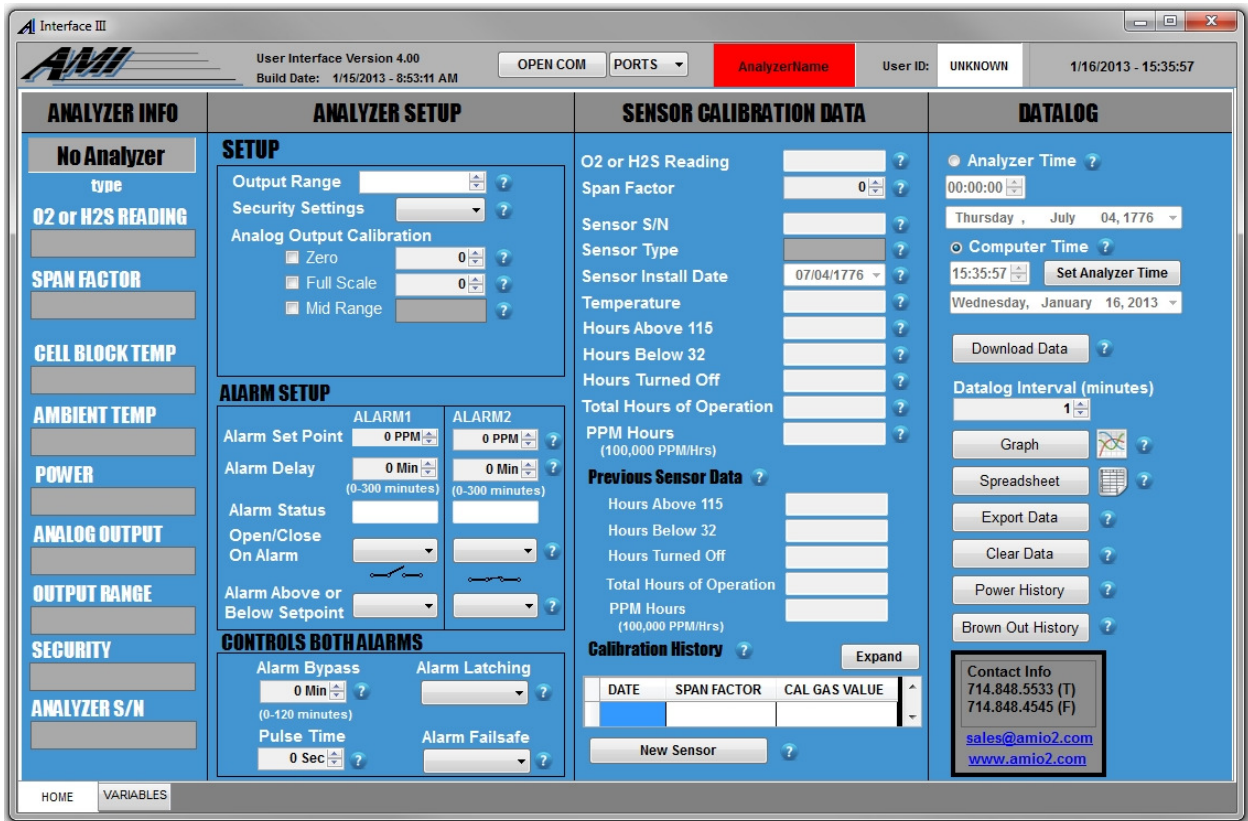 Interface III
AMI
User Interface Version 4.00
Build Date: 1/15/2013 - 8:53:11 AM
OPEN COM
PORTS
AnalyzerName
User ID:
UNKNOWN
1/16/2013 - 15:35:57
ANALYZER INFO
No Analyzer
type
O2 or H2S READING
SPAN FACTOR
CELL BLOCK TEMP
AMBIENT TEMP
POWER
ANALOG OUTPUT
OUTPUT RANGE
SECURITY
ANALYZER S/N
ANALYZER SETUP
SETUP
Output Range ?
Security Settings ?
Analog Output Calibration
Zero 0 ?
Full Scale 0 ?
Mid Range ?
ALARM SETUP
ALARM1 ALARM2
Alarm Set Point 0 PPM 0 PPM ?
Alarm Delay 0 Min 0 Min ?
(0-300 minutes) (0-300 minutes)
Alarm Status
Open/Close
On Alarm ?
Alarm Above or
Below Setpoint ?
CONTROLS BOTH ALARMS
Alarm Bypass Alarm Latching
0 Min ? ?
(0-120 minutes)
Pulse Time Alarm Failsafe
0 Sec ? ?
SENSOR CALIBRATION DATA
O2 or H2S Reading ?
Span Factor 0 ?
Sensor S/N ?
Sensor Type ?
Sensor Install Date 07/04/1776 ?
Temperature ?
Hours Above 115 ?
Hours Below 32 ?
Hours Turned Off ?
Total Hours of Operation ?
PPM Hours ?
(100,000 PPM/Hrs)
Previous Sensor Data ?
Hours Above 115
Hours Below 32
Hours Turned Off
Total Hours of Operation
PPM Hours
(100,000 PPM/Hrs)
Calibration History ? Expand
DATE SPAN FACTOR CAL GAS VALUE
New Sensor ?
DATALOG
Analyzer Time ?
00:00:00
Thursday , July 04, 1776
Computer Time ?
15:35:57 Set Analyzer Time
Wednesday, January 16, 2013
Download Data ?
Datalog Interval (minutes)
1
Graph ?
Spreadsheet ?
Export Data ?
Clear Data ?
Power History ?
Brown Out History ?
Contact Info
714.848.5533 (T)
714.848.4545 (F)
sales@amio2.com
www.amio2.com
HOME VARIABLES